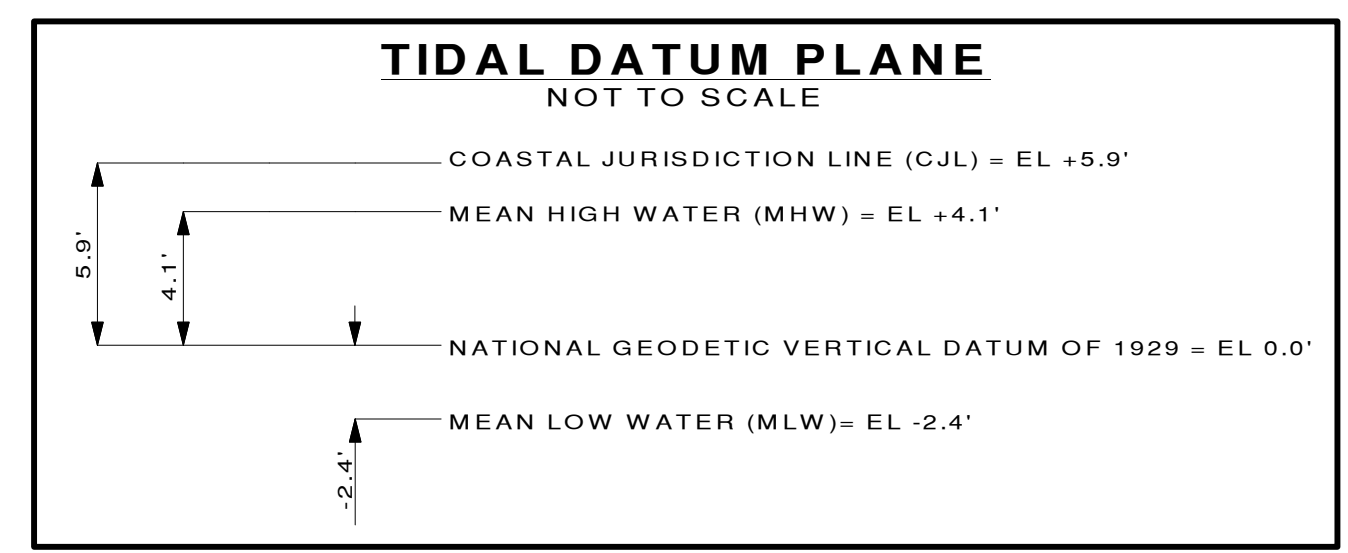 TIDAL DATUM PLANE
NOT TO SCALE
COASTAL JURISDICTION LINE (CJL) = EL +5.9'
MEAN HIGH WATER (MHW) = EL +4.1'
5.9'
4.1'
NATIONAL GEODETIC VERTICAL DATUM OF 1929 = EL 0.0'
MEAN LOW WATER (MLW)= EL -2.4'
-2.4'